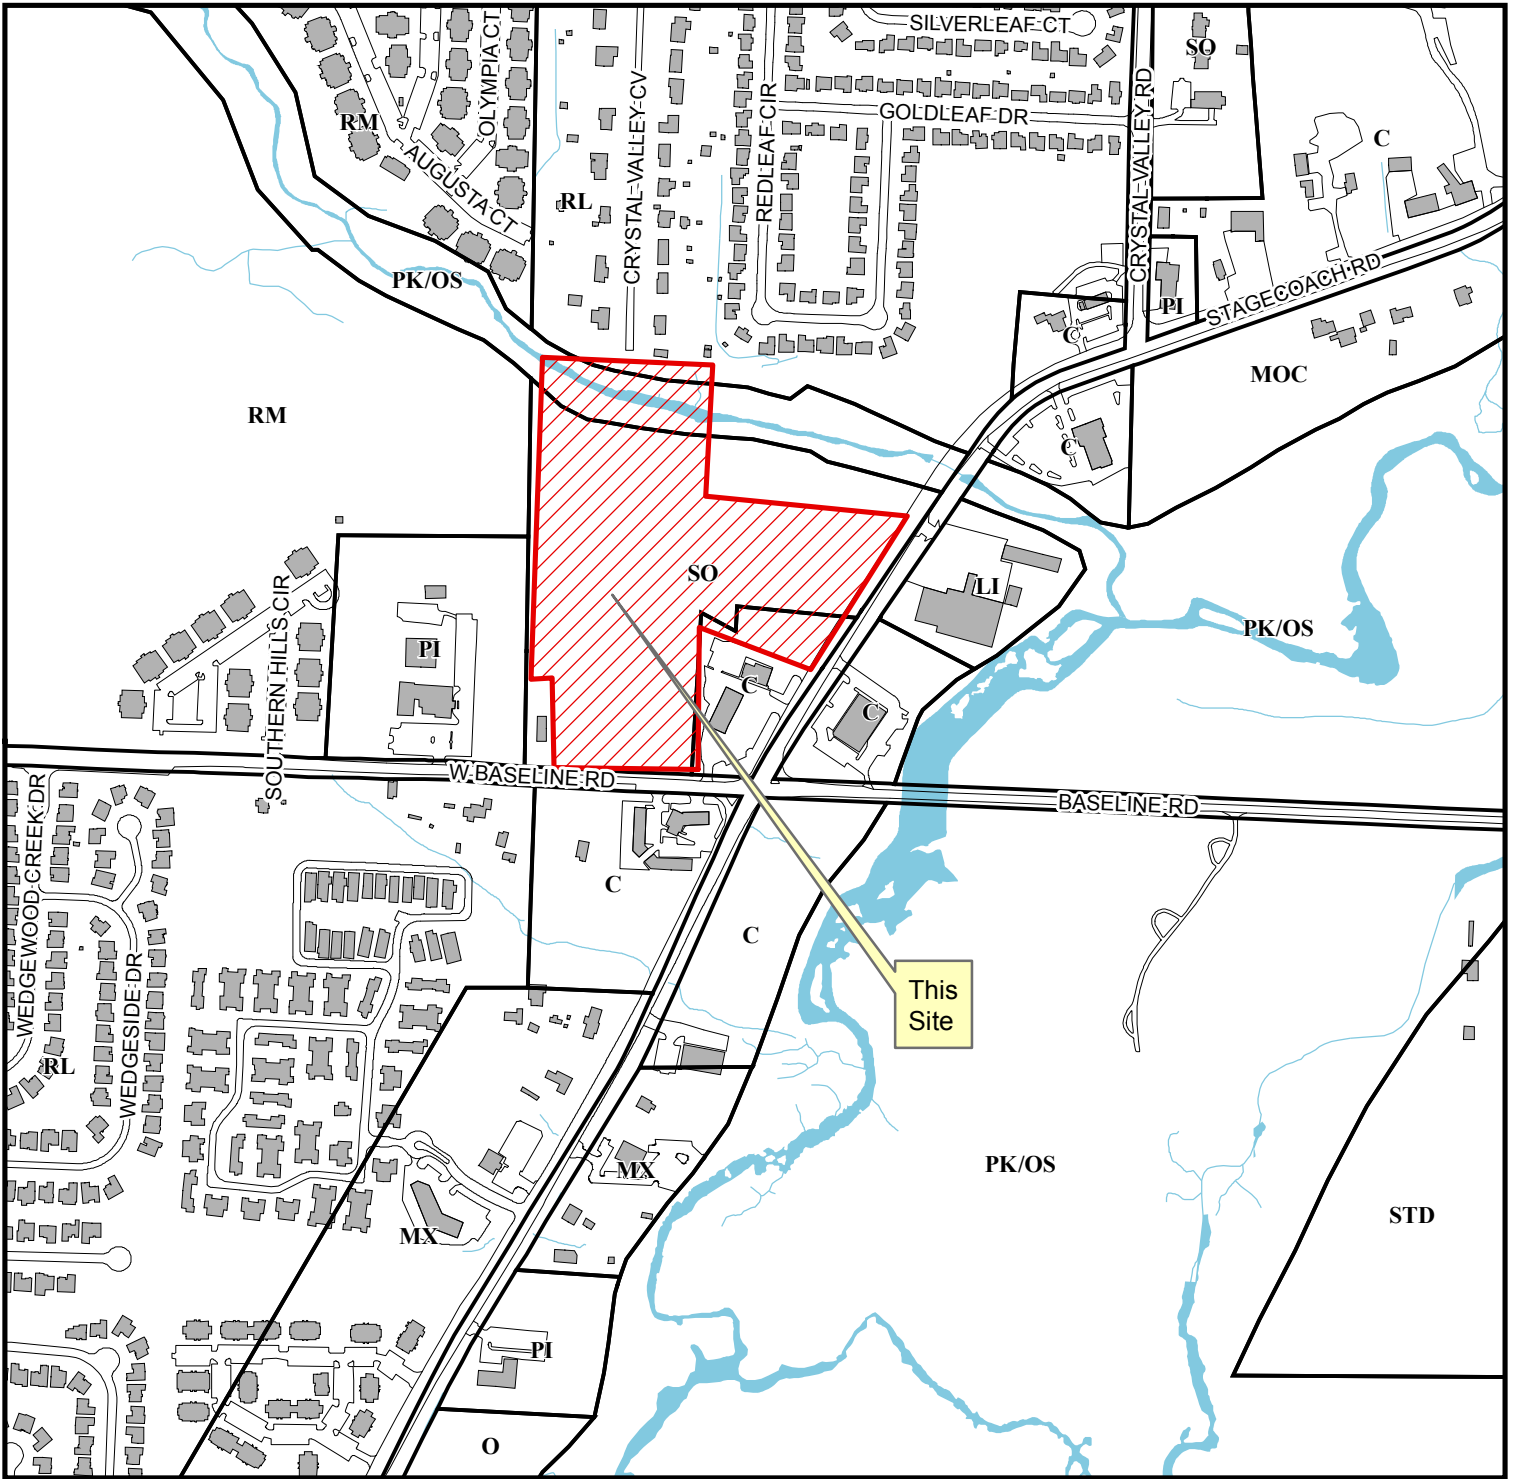 SILVERLEAF CT
SO
OLYMPIA CT
CRYSTAL VALLEY CV
REDLEAF CIR
CRYSTAL VALLEY RD
GOLDLEAF DR
RM
C
AUGUSTA CT
RL
PK/OS
STAGECOACH RD
PI
C
MOC
RM
C
SO
LI
SOUTHERN HILLS CIR
PI
PK/OS
C
C
W BASELINE RD
BASELINE RD
WEDGEWOOD CREEK DR
C
C
WEDGESIDE DR
This
Site
RL
PK/OS
MX
STD
MX
PI
O